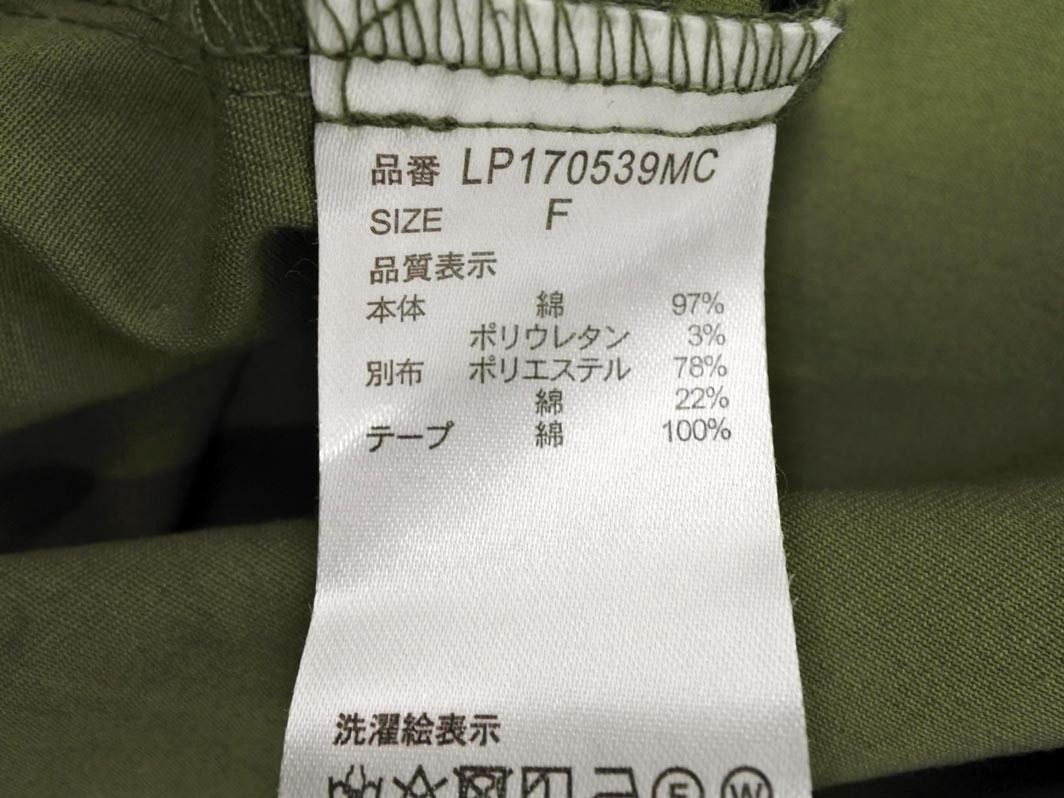 品番 LP170539MC
SIZE F
品質表示
本体 綿 97%
ポリウレタン 3%
別布 ポリエステル 78%
綿 22%
テープ 綿 100%
洗濯絵表示
F W